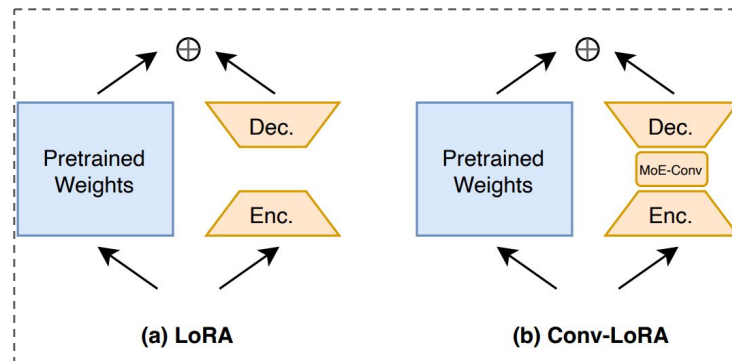 Pretrained
Weights
Dec.
Enc.
(a) LoRA
Pretrained
Weights
Dec.
MoE-Conv
Enc.
(b) Conv-LoRA